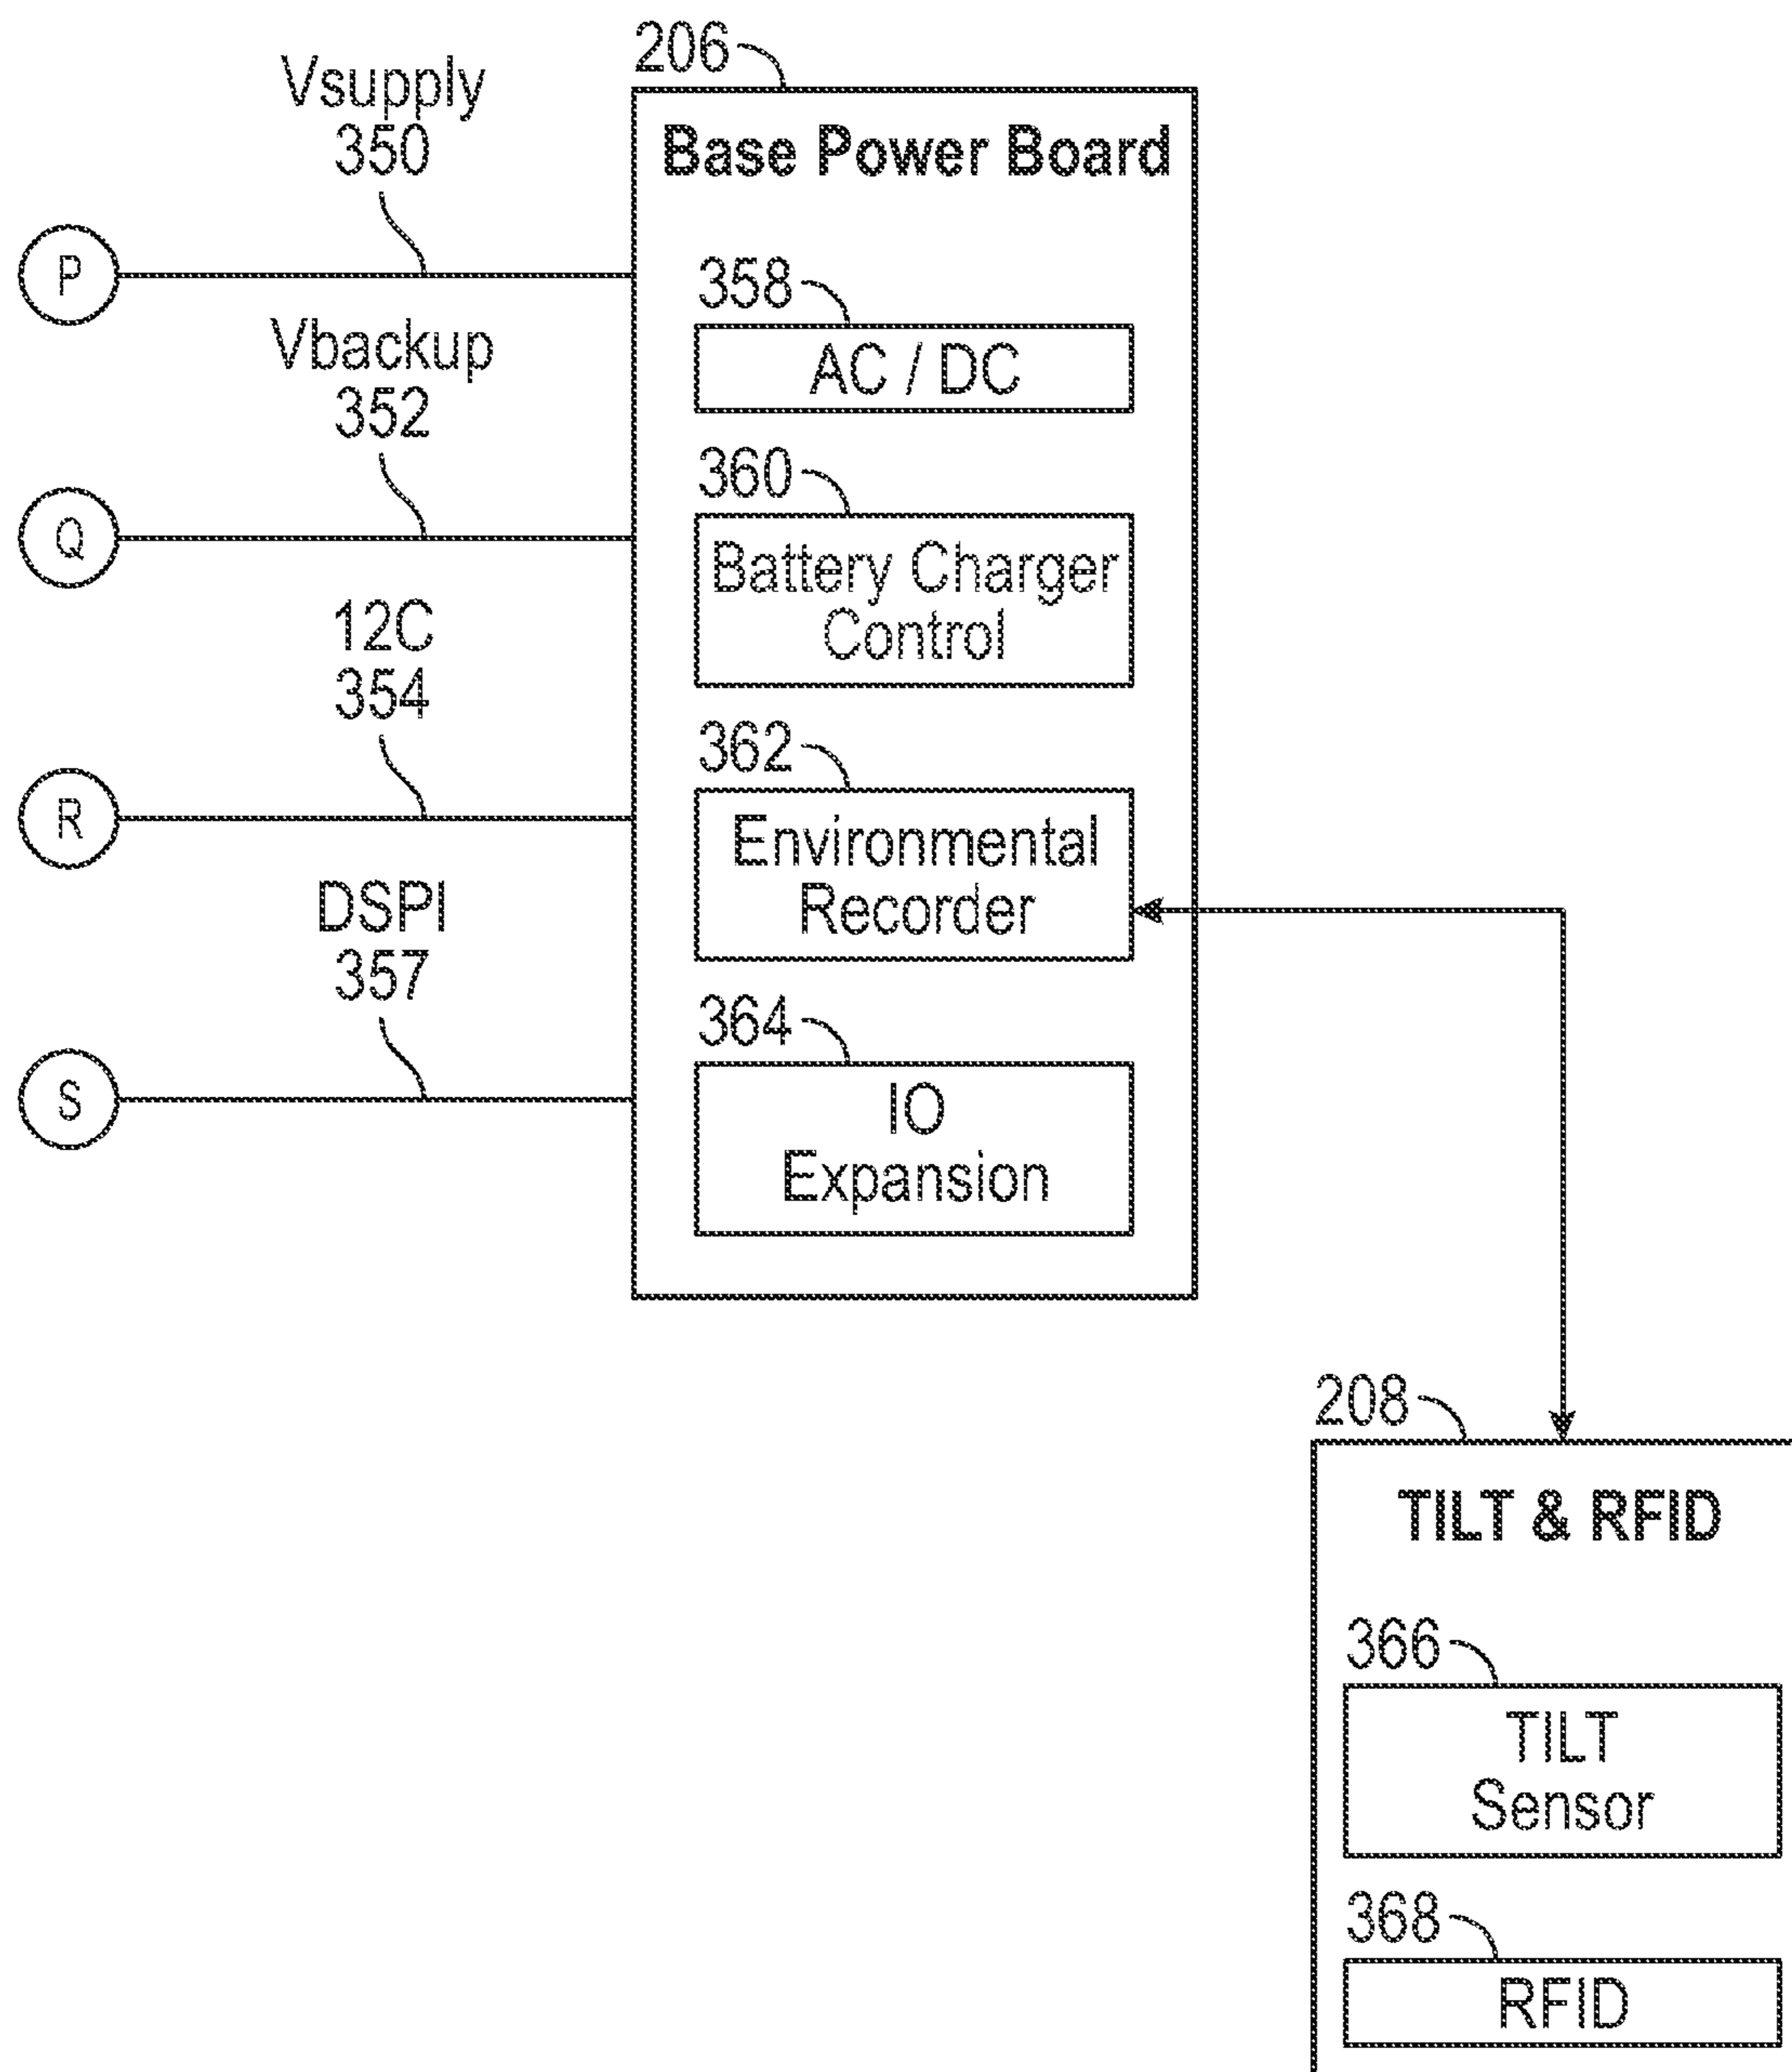 206
Vsupply
350
Base Power Board
P
358
AC / DC
Vbackup
352
360
Q
Battery Charger
Control
12C
354
362
R
Environmental
Recorder
DSPI
357
364
S
IO
Expansion
208
TILT & RFID
366
TILT
Sensor
368
RFID